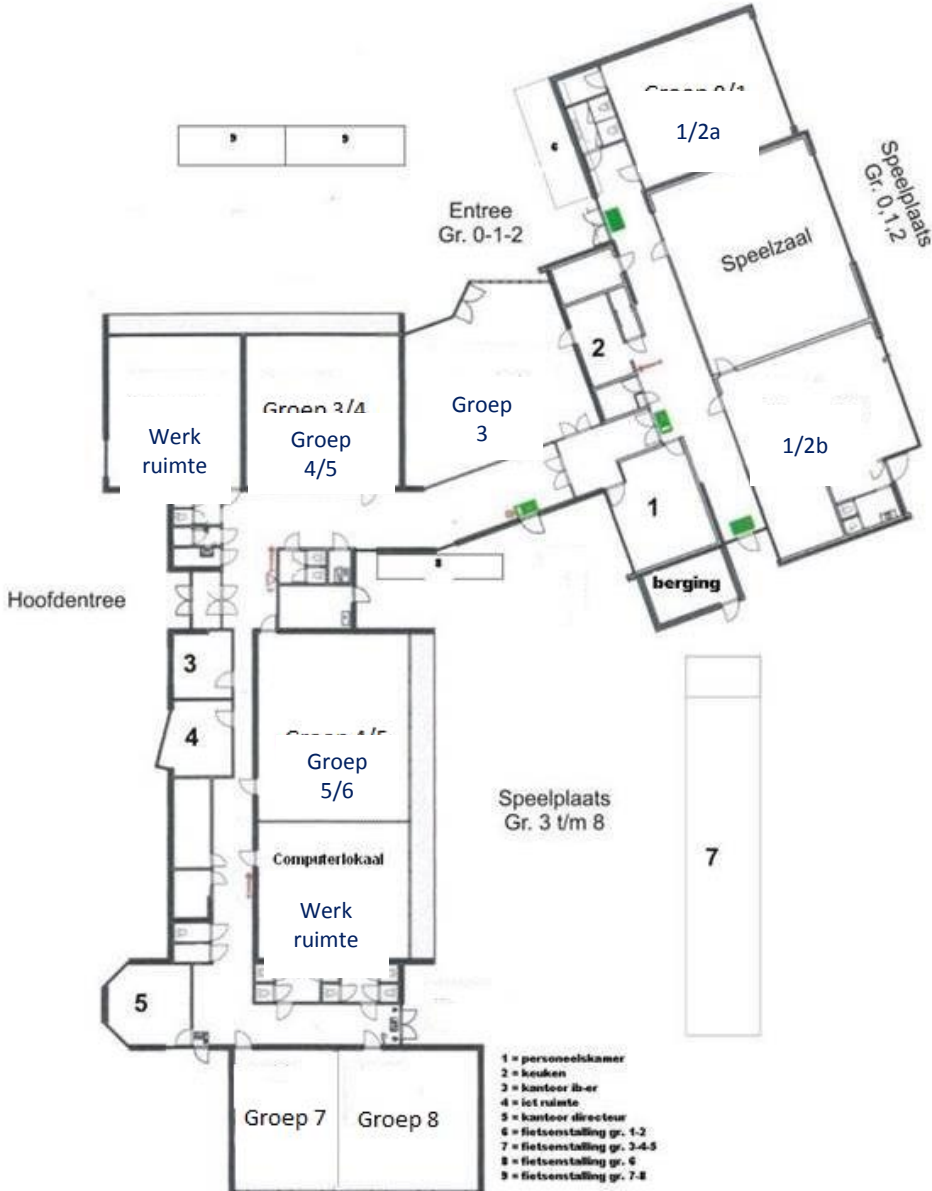 Groep 0/1
1/2a
9
9
6
Speelplaats
Gr. 0,1,2
Entree
Gr. 0-1-2
Speelzaal
2
Groep 3/4
Groep
3
Werk
ruimte
Groep
4/5
1/2b
1
8
berging
Hoofdentree
3
4
Groep 4/5
Groep
5/6
Speelplaats
Gr. 3 t/m 8
7
Computerlokaal
Werk
ruimte
5
Groep 7
Groep 8
1 = personeelskamer
2 = keuken
3 = kantoor ib-er
4 = ict ruimte
5 = kantoor directeur
6 = fietsenstalling gr. 1-2
7 = fietsenstalling gr. 3-4-5
8 = fietsenstalling gr. 6
9 = fietsenstalling gr. 7-8